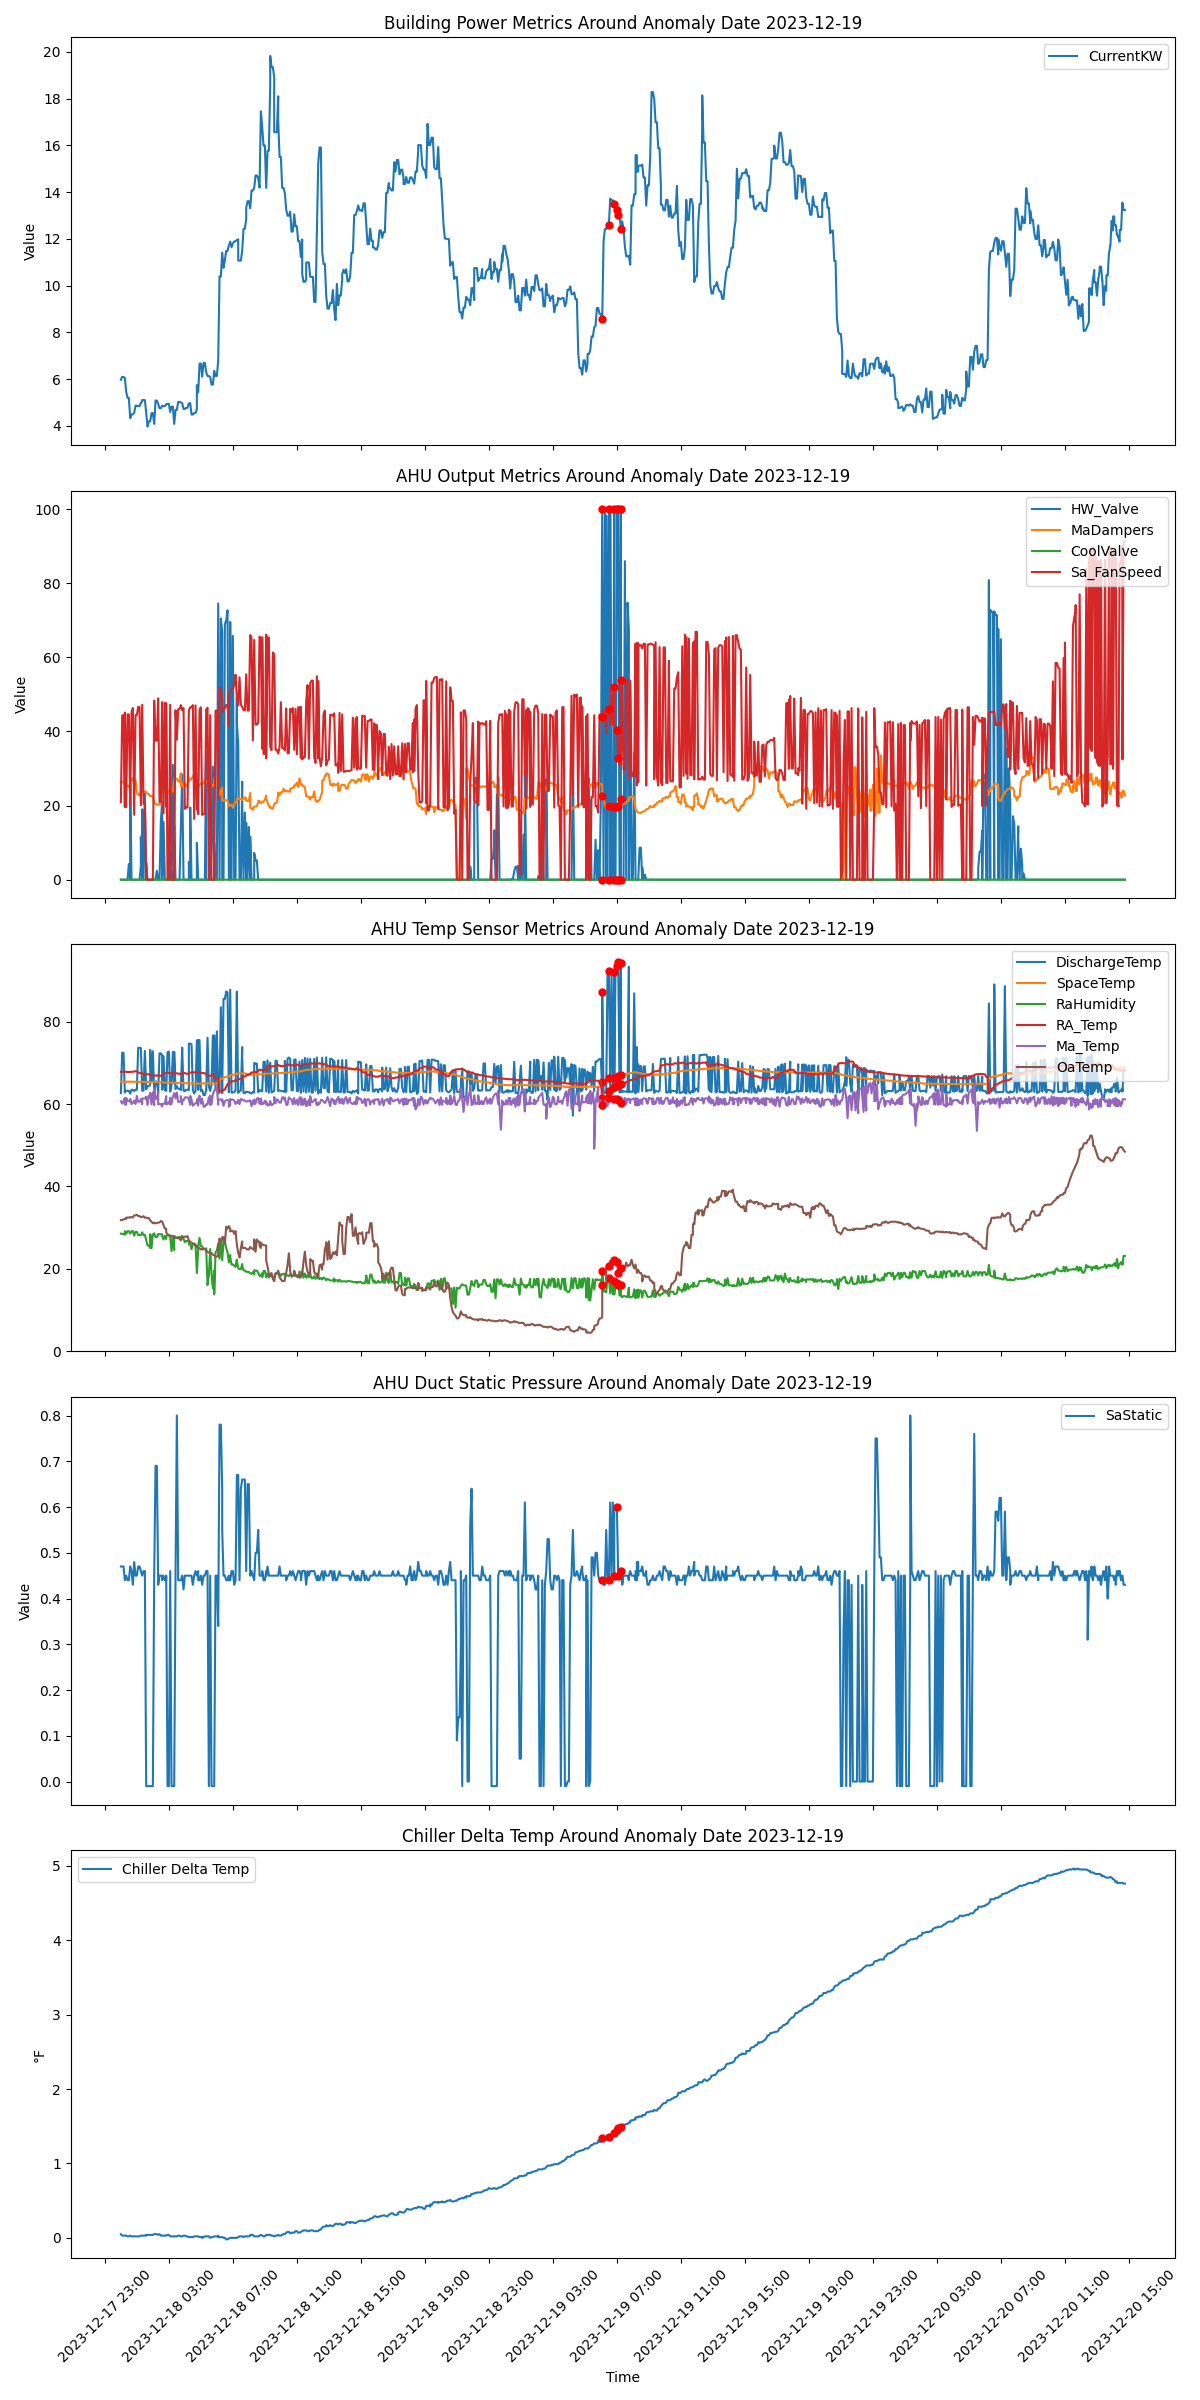 Building Power Metrics Around Anomaly Date 2023-12-19
CurrentKW
20
18
16
14
12
10
8
6
4
Value
AHU Output Metrics Around Anomaly Date 2023-12-19
HW_Valve
MaDampers
CoolValve
Sa_FanSpeed
100
80
60
40
20
0
Value
AHU Temp Sensor Metrics Around Anomaly Date 2023-12-19
DischargeTemp
SpaceTemp
RaHumidity
RA_Temp
Ma_Temp
OaTemp
80
60
40
20
0
Value
AHU Duct Static Pressure Around Anomaly Date 2023-12-19
SaStatic
0.8
0.7
0.6
0.5
0.4
0.3
0.2
0.1
0.0
Value
Chiller Delta Temp Around Anomaly Date 2023-12-19
Chiller Delta Temp
5
4
3
2
1
0
°F
2023-12-17 23:00
2023-12-18 03:00
2023-12-18 07:00
2023-12-18 11:00
2023-12-18 15:00
2023-12-18 19:00
2023-12-18 23:00
2023-12-19 03:00
2023-12-19 07:00
2023-12-19 11:00
2023-12-19 15:00
2023-12-19 19:00
2023-12-19 23:00
2023-12-20 03:00
2023-12-20 07:00
2023-12-20 11:00
2023-12-20 15:00
Time